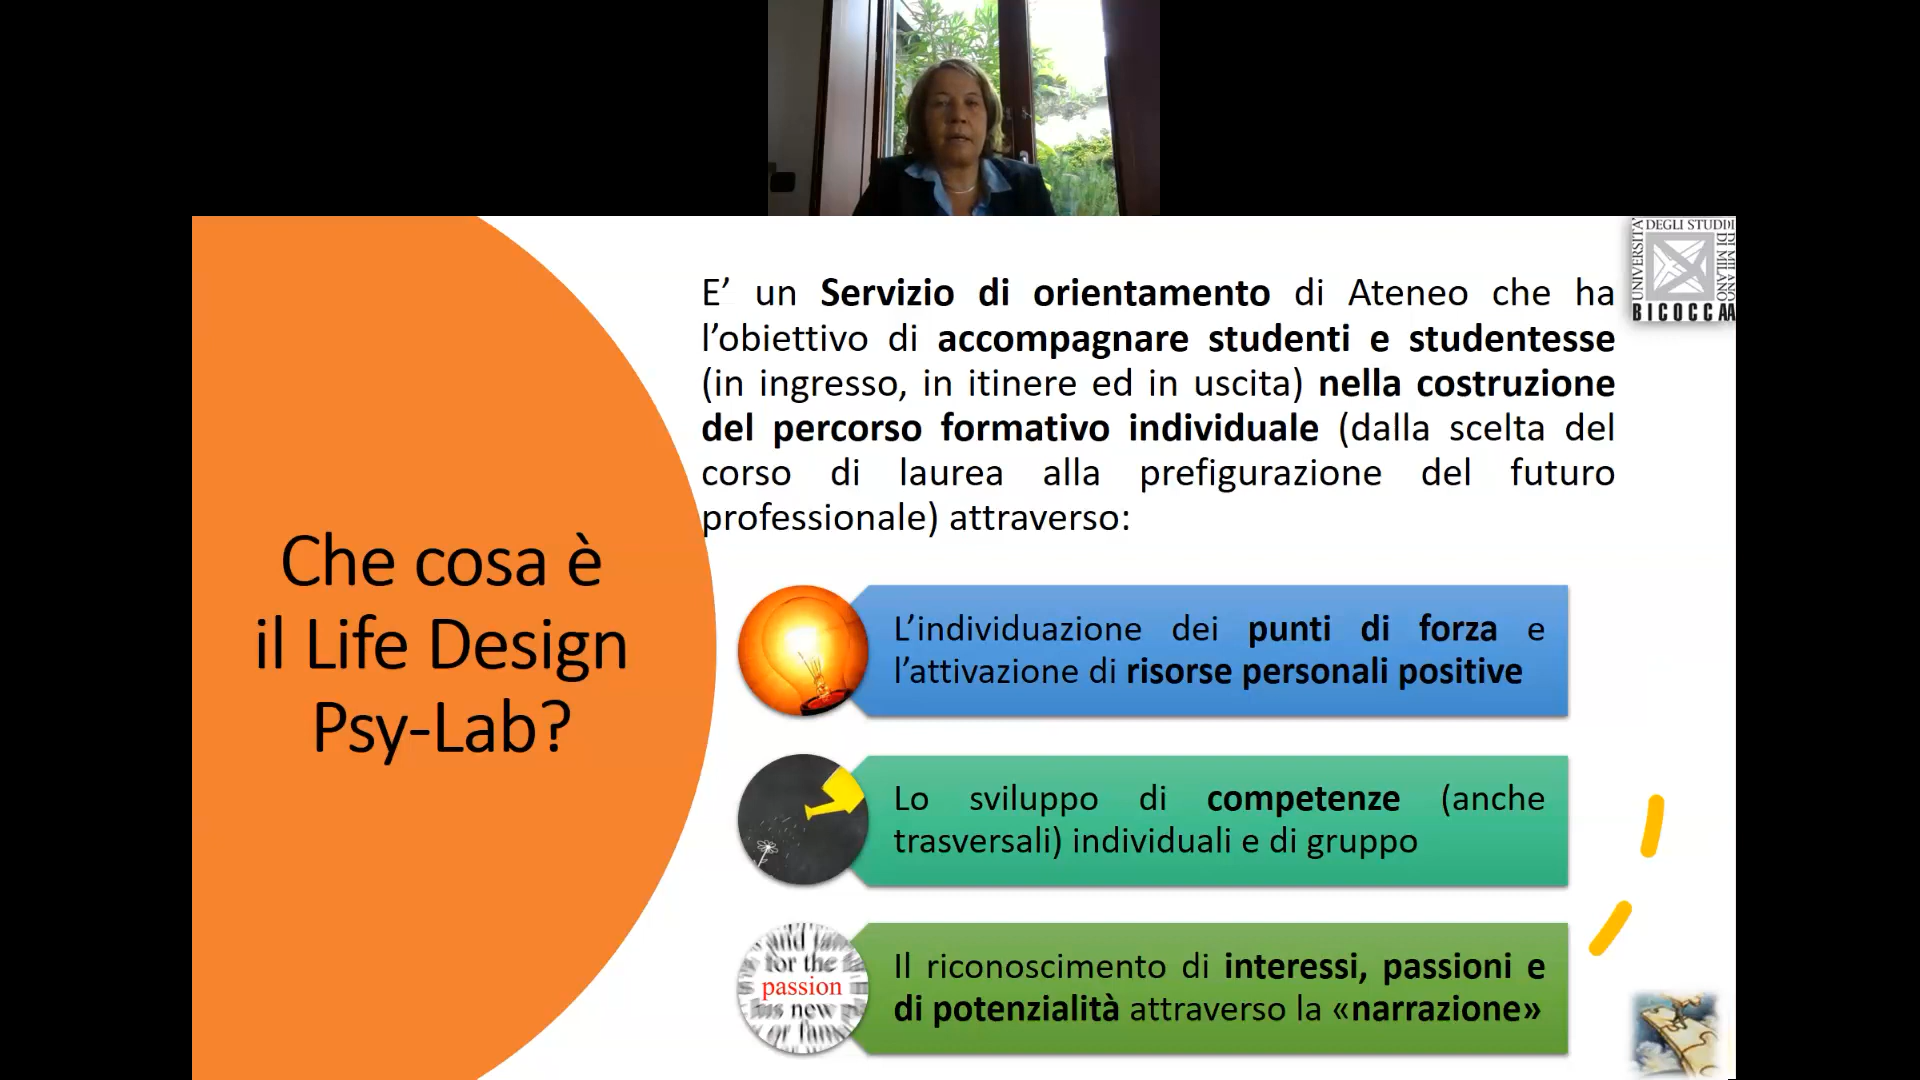 E’ un Servizio di orientamento di Ateneo che ha
l’obiettivo di accompagnare studenti e studentesse
(in ingresso, in itinere ed in uscita) nella costruzione
del percorso formativo individuale (dalla scelta del
corso di laurea alla prefigurazione del futuro
professionale) attraverso:
Che cosa è
il Life Design
Psy-Lab?
L’individuazione dei punti di forza e
l’attivazione di risorse personali positive
Lo sviluppo di competenze (anche
trasversali) individuali e di gruppo
Il riconoscimento di interessi, passioni e
di potenzialità attraverso la «narrazione»
for the
passion
new
UNIVERSITÀ
DEGLI STUDI
DI MILANO
BICOCCA